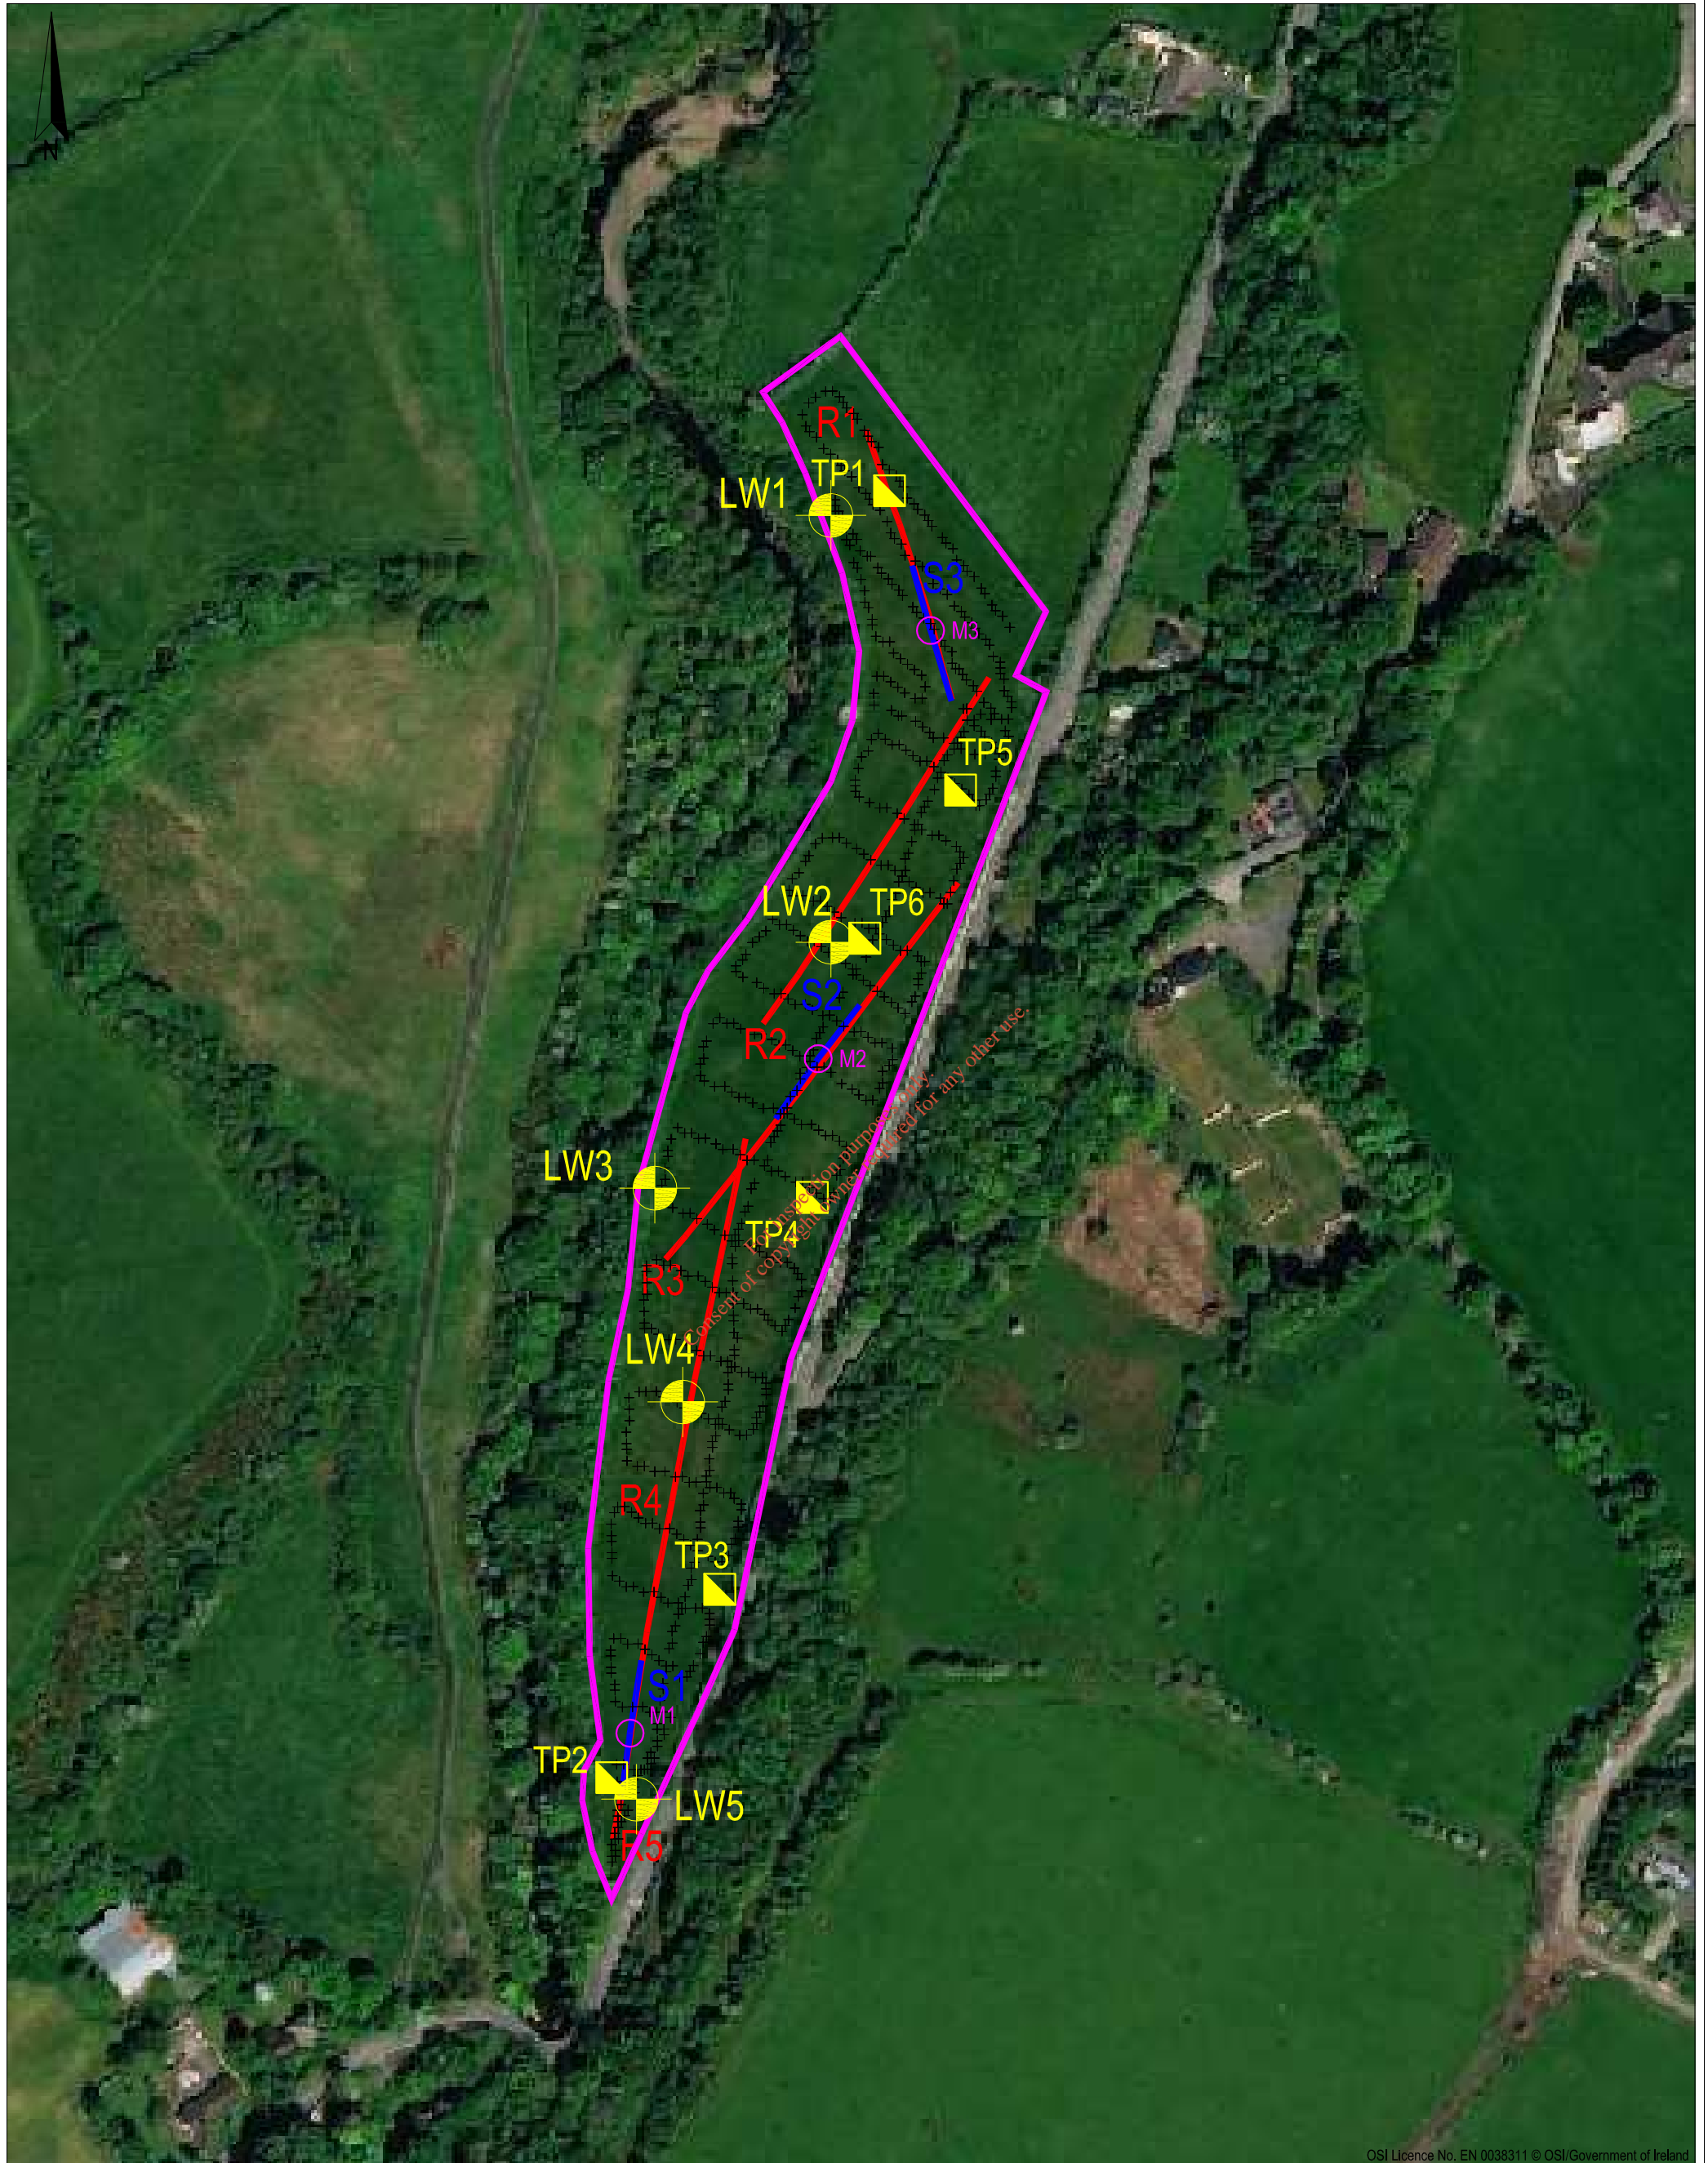 N
R1
TP1
LW1
S3
M3
TP5
LW2
TP6
S2
R2
M2
For inspection purposes only.
Consent of copyright owner required for any other use.
LW3
TP4
R3
LW4
R4
TP3
S1
M1
TP2
LW5
R5
OSI Licence No. EN 0038311 © OSI/Government of Ireland